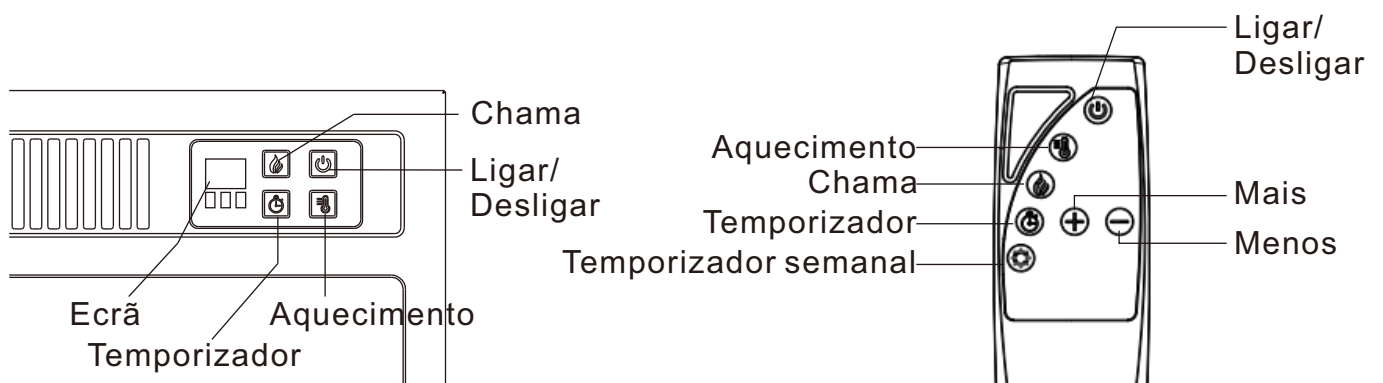 Chama
Ligar/
Desligar
Ecrã
Aquecimento
Temporizador
Ligar/
Desligar
Aquecimento
Chama
Temporizador
Temporizador semanal
Mais
Menos